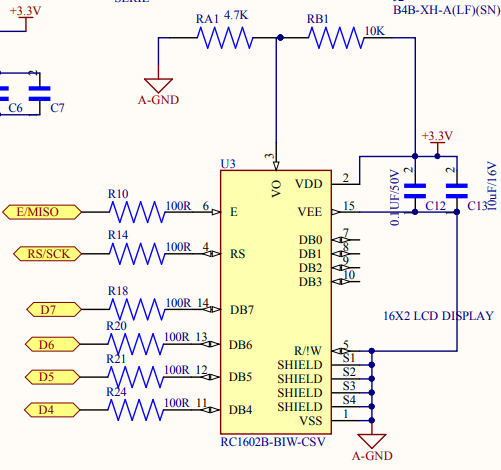 SERIE
B4B-XH-A(LF)(SN)
+3.3V
RA1 4.7K
RB1
10K
2
C6
C7
A-GND
+3.3V
U3
3
VO
VDD
2
2
2
0.1UF/50V
10uF/16V
E/MISO
R10
100R
6
E
VEE
15
C12
C13
RS/SCK
R14
100R
4
RS
DB0
7
DB1
8
DB2
9
DB3
10
D7
R18
100R
14
DB7
16X2 LCD DISPLAY
D6
R20
100R
13
DB6
R/!W
5
SHIELD
S1
D5
R21
100R
12
DB5
SHIELD
S2
SHIELD
S3
D4
R24
100R
11
DB4
SHIELD
S4
VSS
1
RC1602B-BIW-CSV
A-GND